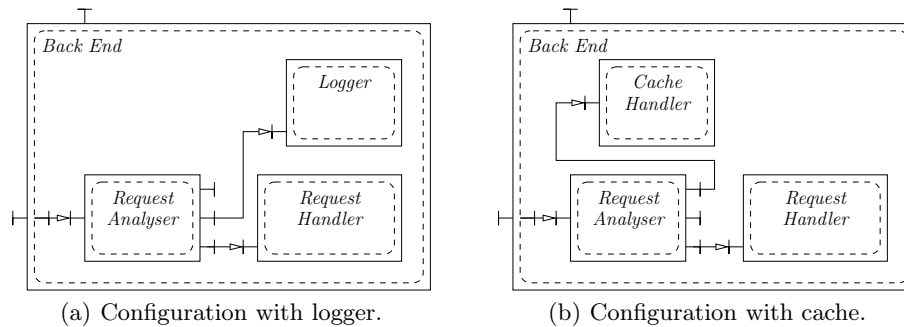 Back End
Logger
Request
Analyser
Request
Handler
(a) Configuration with logger.
Back End
Cache
Handler
Request
Analyser
Request
Handler
(b) Configuration with cache.